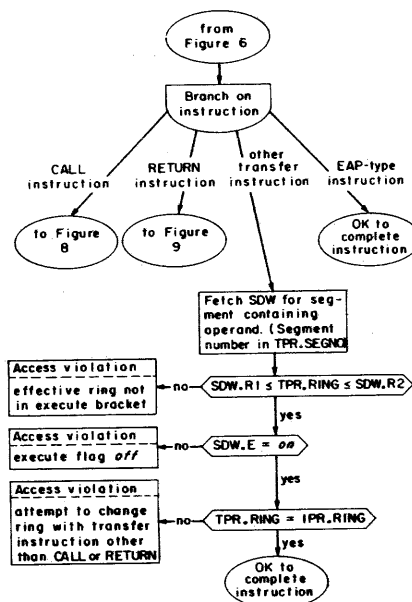 from
Figure 6
Branch on
instruction
CALL
instruction
RETURN
instruction
other
transfer
instruction
EAP-type
instruction
to Figure
8
to Figure
9
OK to
complete
instruction
Fetch SDW for seg-
ment containing
operand. (Segment
number in TPR.SEGNO)
Access violation
effective ring not
in execute bracket
no
SDW.R1 ≤ TPR.RING ≤ SDW.R2
yes
Access violation
execute flag off
no
SDW.E = on
yes
Access violation
attempt to change
ring with transfer
instruction other
than CALL or RETURN
no
TPR.RING = IPR.RING
yes
OK to
complete
instruction